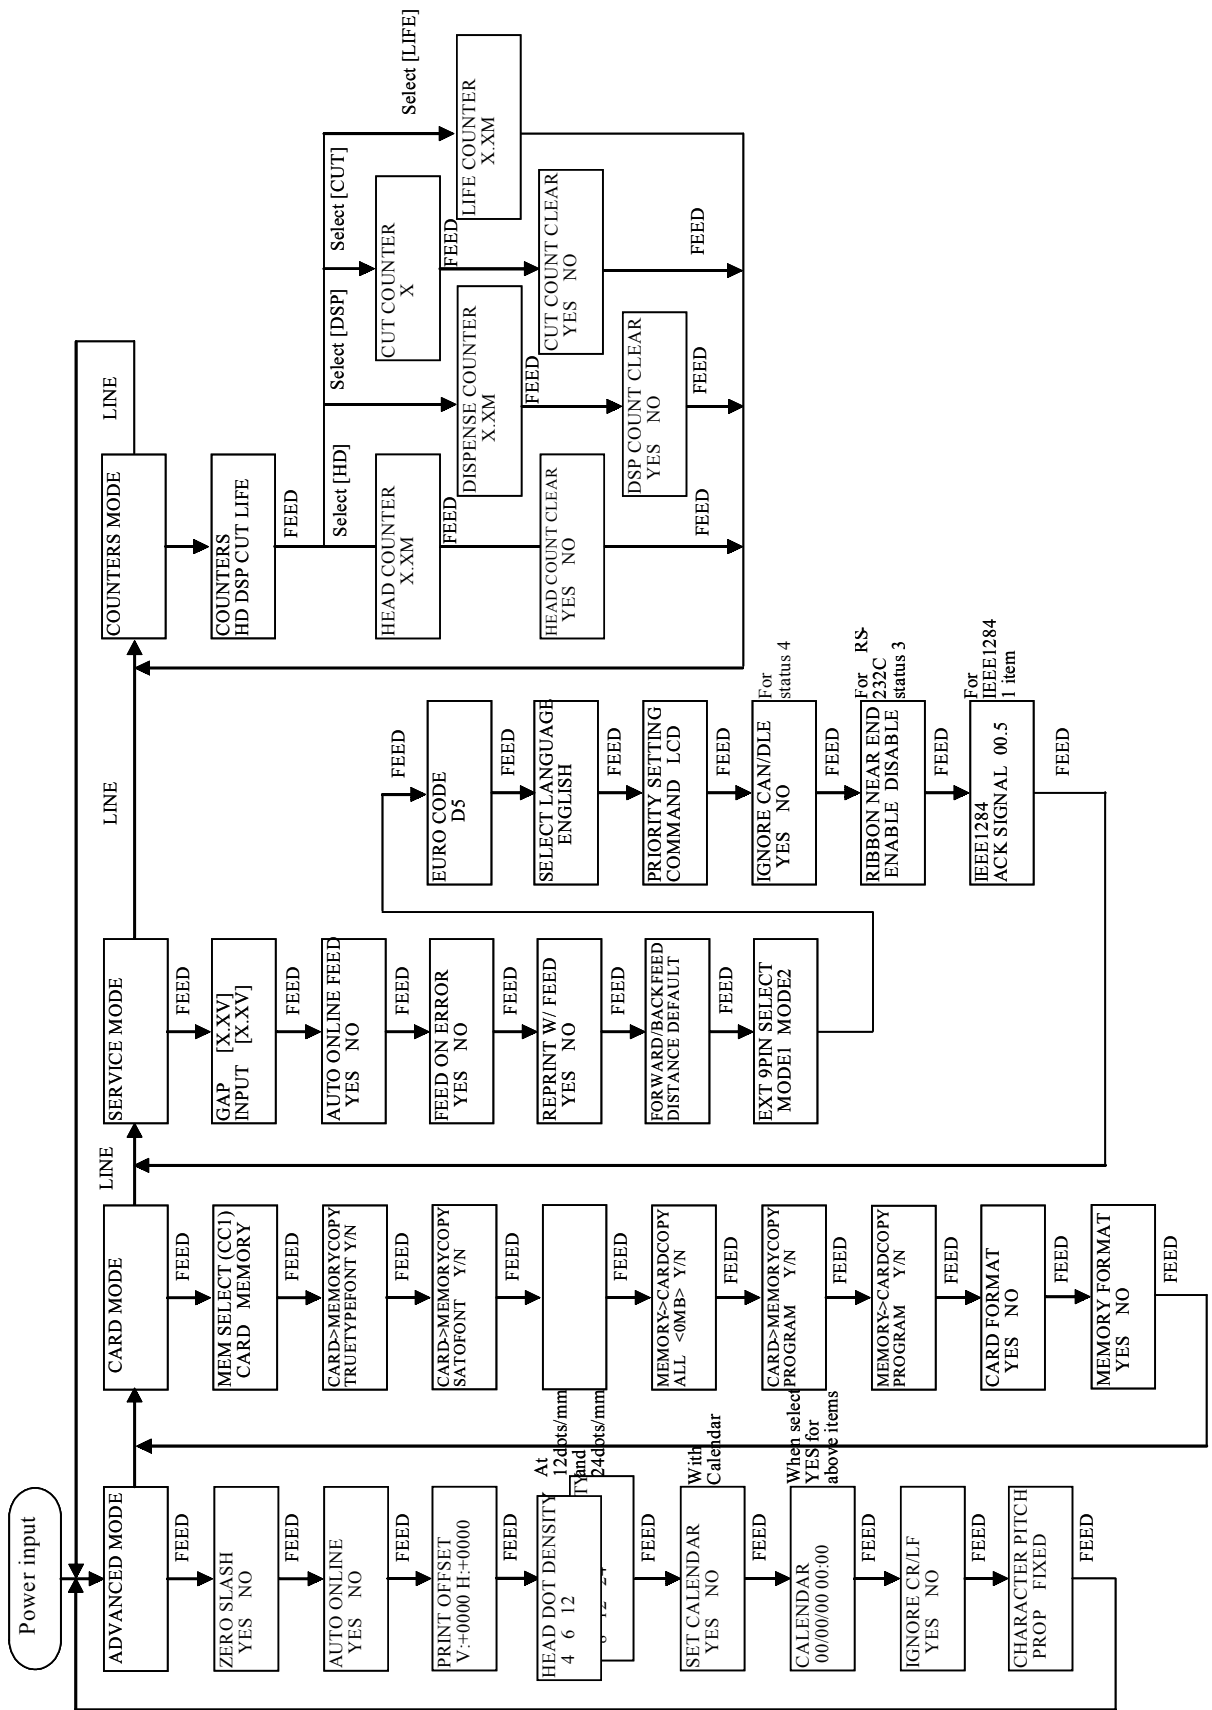 Power input
ADVANCED MODE
FEED
ZERO SLASH
YES NO
FEED
AUTO ONLINE
YES NO
FEED
PRINT OFFSET
V:+0000 H:+0000
FEED
HEAD DOT DENSITY
4 6 12
At
12dots/mm
and
24dots/mm
FEED
SET CALENDAR
YES NO
With
Calendar
FEED
CALENDAR
00/00/00 00:00
When select
YES for
above items
FEED
IGNORE CR/LF
YES NO
FEED
CHARACTER PITCH
PROP FIXED
FEED
CARD MODE
LINE
FEED
MEM SELECT (CC1)
CARD MEMORY
FEED
CARD->MEMORYCOPY
TRUETYPEFONT Y/N
FEED
CARD->MEMORYCOPY
SATOFONT Y/N
FEED
FEED
MEMORY->CARDCOPY
ALL <0MB> Y/N
FEED
CARD->MEMORYCOPY
PROGRAM Y/N
FEED
MEMORY->CARDCOPY
PROGRAM Y/N
FEED
CARD FORMAT
YES NO
FEED
MEMORY FORMAT
YES NO
FEED
SERVICE MODE
LINE
FEED
GAP [X.XV]
INPUT [X.XV]
FEED
AUTO ONLINE FEED
YES NO
FEED
FEED ON ERROR
YES NO
FEED
REPRINT W/ FEED
YES NO
FEED
FORWARD/BACKFEED
DISTANCE DEFAULT
FEED
EXT 9PIN SELECT
MODE1 MODE2
FEED
EURO CODE
D5
FEED
SELECT LANGUAGE
ENGLISH
FEED
PRIORITY SETTING
COMMAND LCD
FEED
IGNORE CAN/DLE
YES NO
For
status 4
FEED
RIBBON NEAR END
ENABLE DISABLE
For RS-
232C
status 3
FEED
IEEE1284
ACK SIGNAL 00.5
For
IEEE1284
1 item
FEED
COUNTERS MODE
LINE
COUNTERS
HD DSP CUT LIFE
FEED
Select [HD]
Select [DSP]
Select [CUT]
Select [LIFE]
HEAD COUNTER
X.XM
FEED
HEAD COUNT CLEAR
YES NO
FEED
DISPENSE COUNTER
X.XM
FEED
DSP COUNT CLEAR
YES NO
FEED
CUT COUNTER
X
FEED
CUT COUNT CLEAR
YES NO
FEED
LIFE COUNTER
X.XM